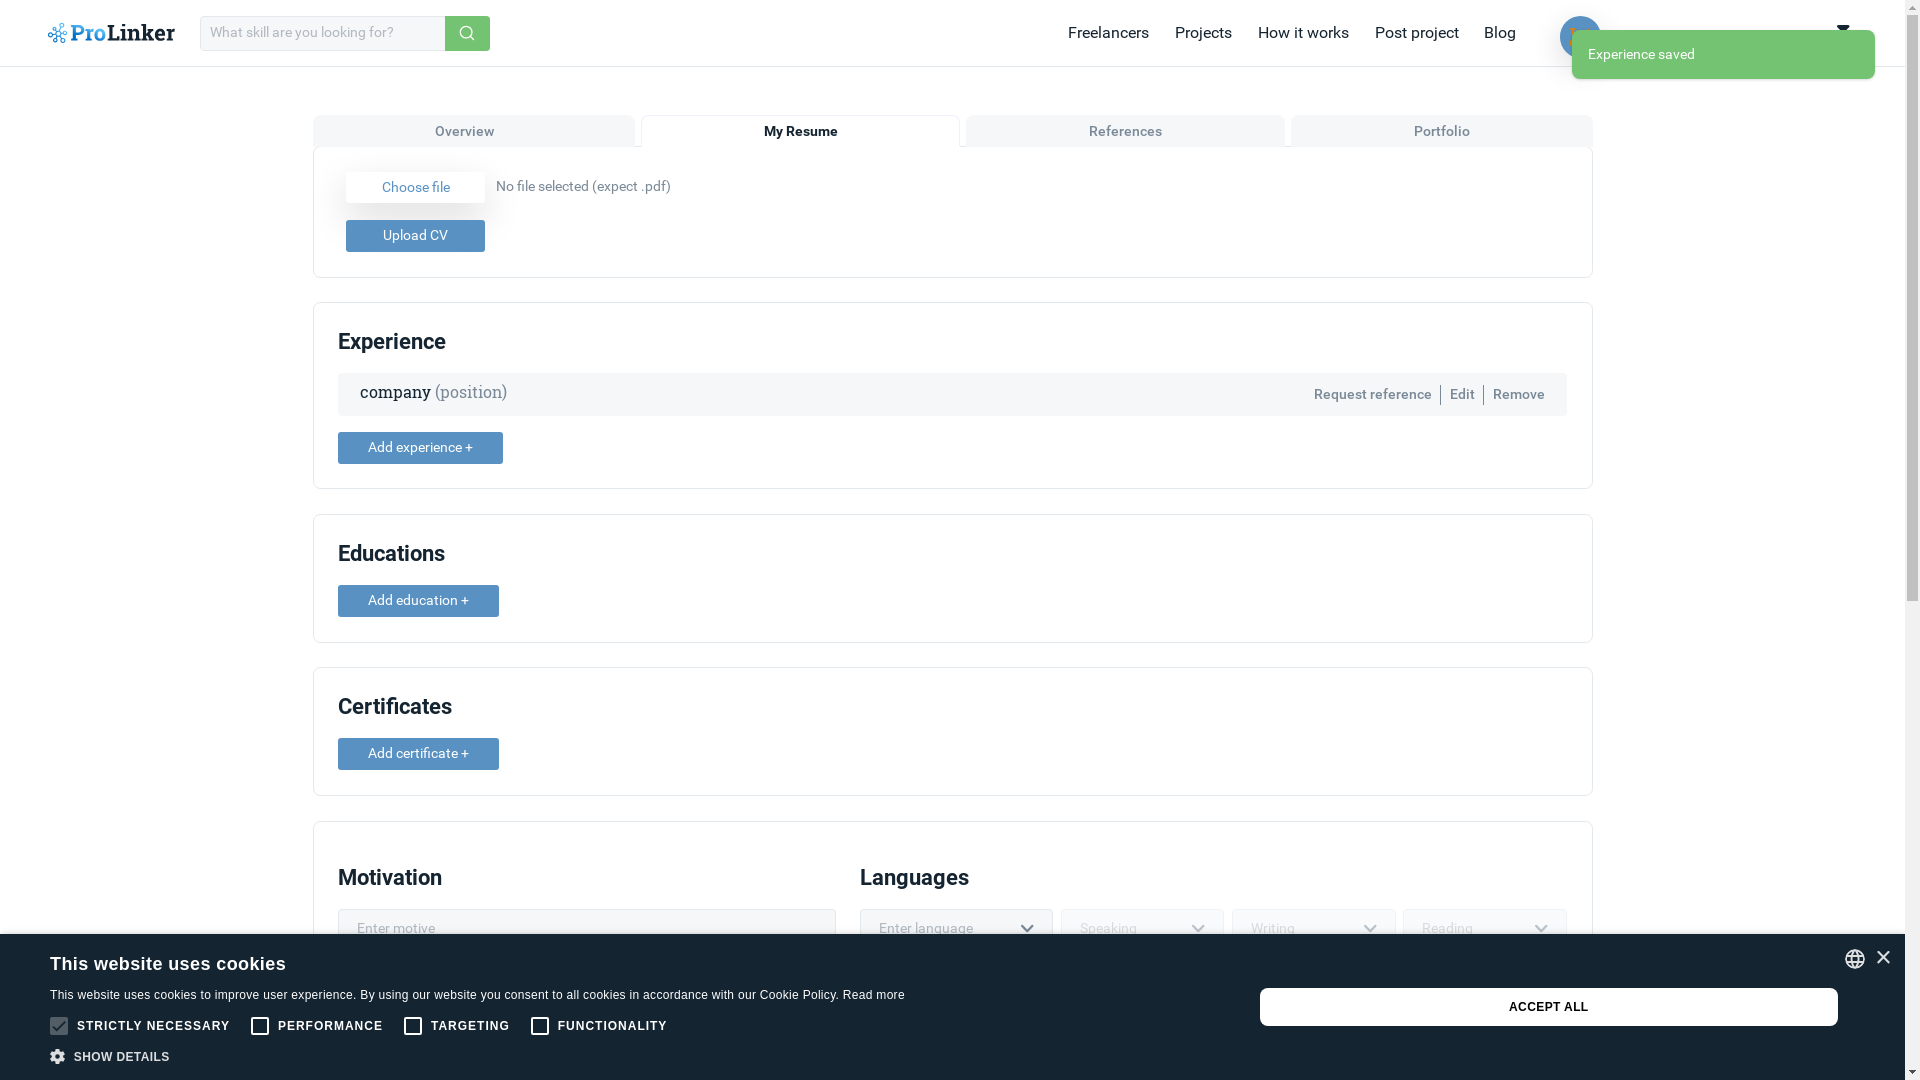 ProLinker
What skill are you looking for?
Freelancers
Projects
How it works
Post project
Blog
Experience saved
Overview
My Resume
References
Portfolio
Choose file
No file selected (expect .pdf)
Upload CV
Experience
company (position)
Request reference
Edit
Remove
Add experience +
Educations
Add education +
Certificates
Add certificate +
Motivation
Languages
Enter motive
Enter language
Speaking
Writing
Reading
This website uses cookies
This website uses cookies to improve user experience. By using our website you consent to all cookies in accordance with our Cookie Policy. Read more
STRICTLY NECESSARY
PERFORMANCE
TARGETING
FUNCTIONALITY
SHOW DETAILS
ACCEPT ALL